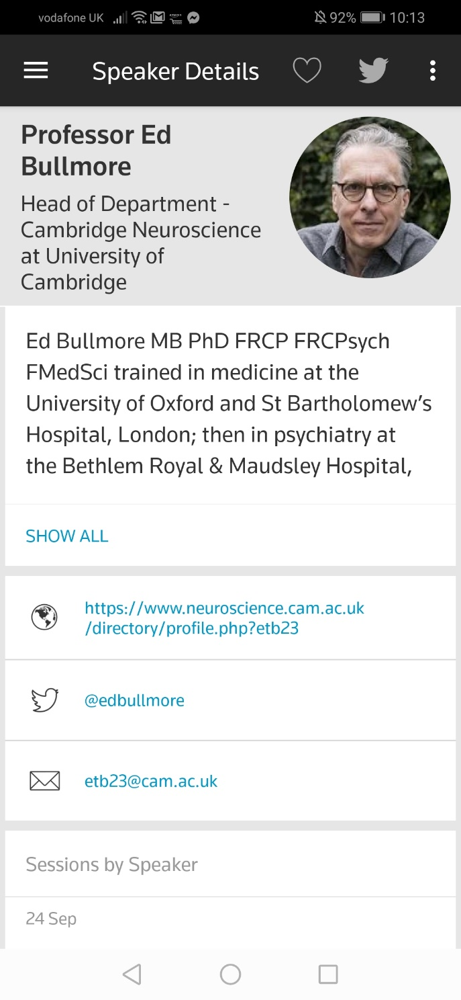 vodafone UK 92% 10:13
Speaker Details
Professor Ed
Bullmore
Head of Department -
Cambridge Neuroscience
at University of
Cambridge
Ed Bullmore MB PhD FRCP FRCPsych
FMedSci trained in medicine at the
University of Oxford and St Bartholomew’s
Hospital, London; then in psychiatry at
the Bethlem Royal & Maudsley Hospital,
SHOW ALL
https://www.neuroscience.cam.ac.uk
/directory/profile.php?etb23
@edbullmore
etb23@cam.ac.uk
Sessions by Speaker
24 Sep